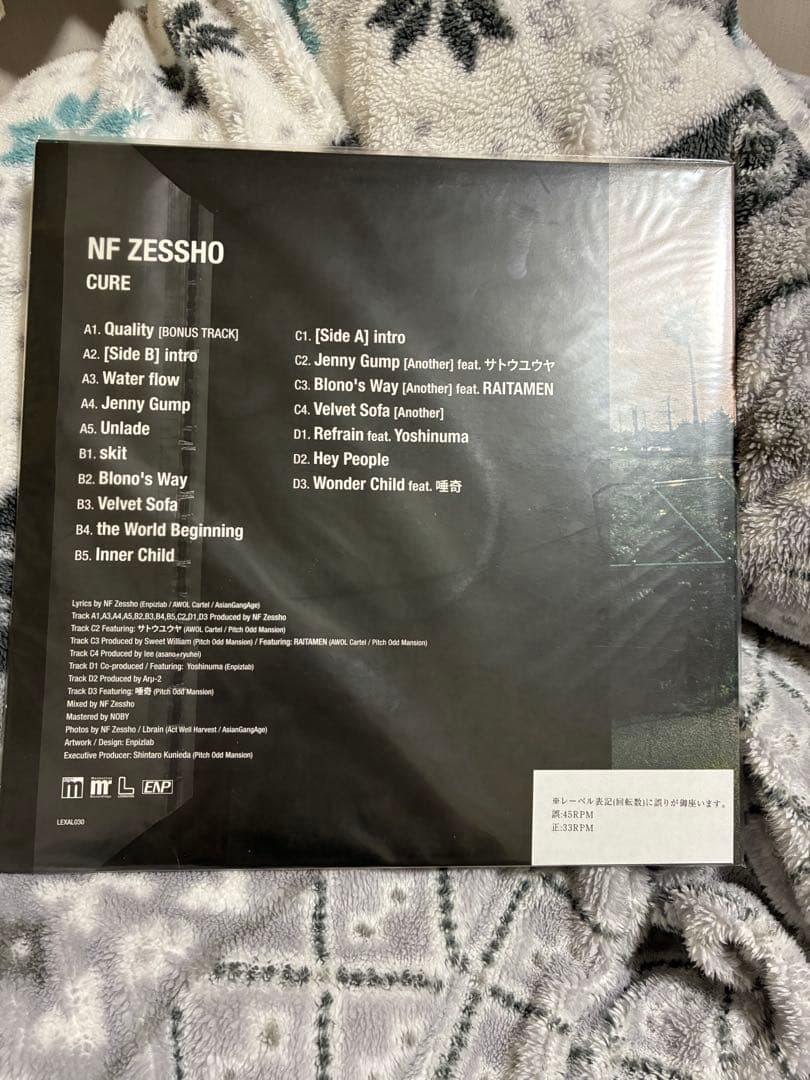 NF ZESSHO
CURE
A1. Quality [BONUS TRACK]
A2. [Side B] intro
A3. Water flow
A4. Jenny Gump
A5. Unlade
B1. skit
B2. Blono's Way
B3. Velvet Sofa
B4. the World Beginning
B5. Inner Child
C1. [Side A] intro
C2. Jenny Gump [Another] feat. サトウユウヤ
C3. Blono's Way [Another] feat. RAITAMEN
C4. Velvet Sofa [Another]
D1. Refrain feat. Yoshinuma
D2. Hey People
D3. Wonder Child feat. 唾奇
Lyrics by NF Zessho (Enpizlab / AWOL Cartel / AsianGangAge)
Track A1,A3,A4,A5,B2,B3,B4,B5,C2,D1,D3 Produced by NF Zessho
Track C2 Featuring: サトウユウヤ (AWOL Cartel / Pitch Odd Mansion)
Track C3 Produced by Sweet William (Pitch Odd Mansion) / Featuring: RAITAMEN (AWOL Cartel / Pitch Odd Mansion)
Track C4 Produced by lee (asano+ryuhei)
Track D1 Co-produced / Featuring: Yoshinuma (Enpizlab)
Track D2 Produced by Arμ-2
Track D3 Featuring: 唾奇 (Pitch Odd Mansion)
Mixed by NF Zessho
Mastered by NOBY
Photos by NF Zessho / Lbrain (Act Well Harvest / AsianGangAge)
Artwork / Design: Enpizlab
Executive Producer: Shintaro Kunieda (Pitch Odd Mansion)
ENP
LEXAL030
※レーベル表記(回転数)に誤りが御座います。
誤:45RPM
正:33RPM